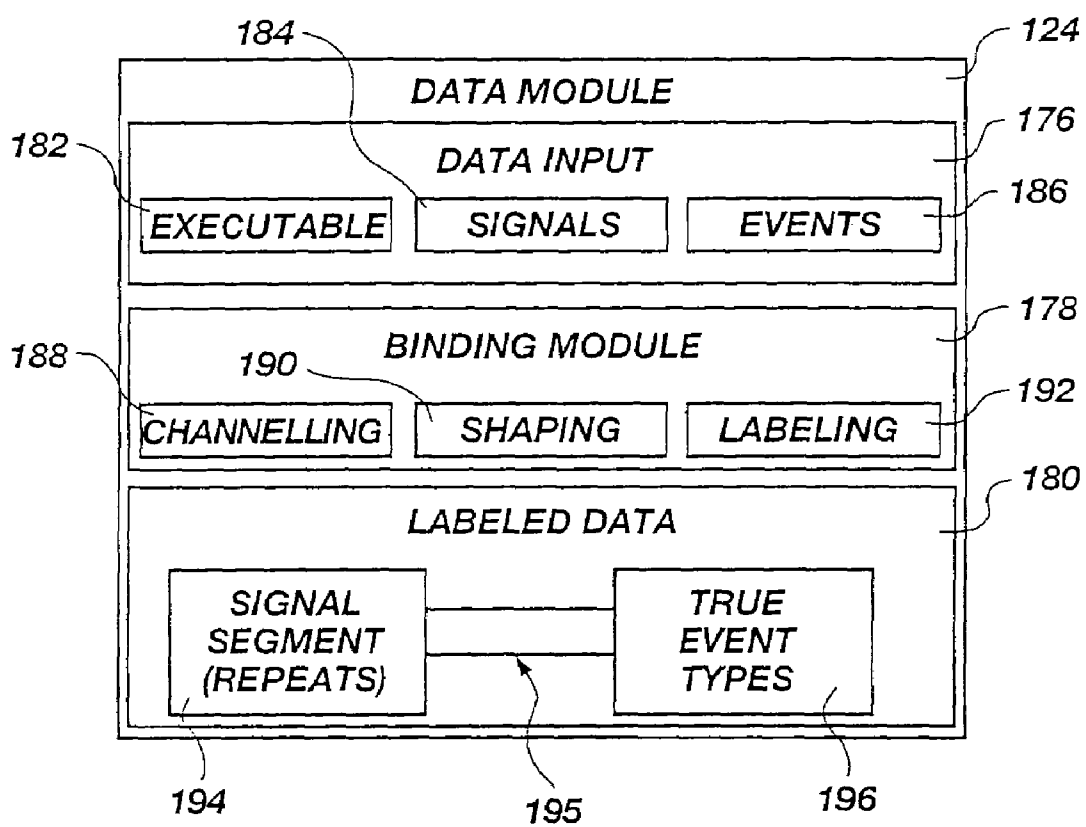 184
124
DATA MODULE
176
182
DATA INPUT
186
EXECUTABLE
SIGNALS
EVENTS
178
188
BINDING MODULE
190
192
CHANNELLING
SHAPING
LABELING
180
LABELED DATA
SIGNAL
SEGMENT
(REPEATS)
TRUE
EVENT
TYPES
194
195
196